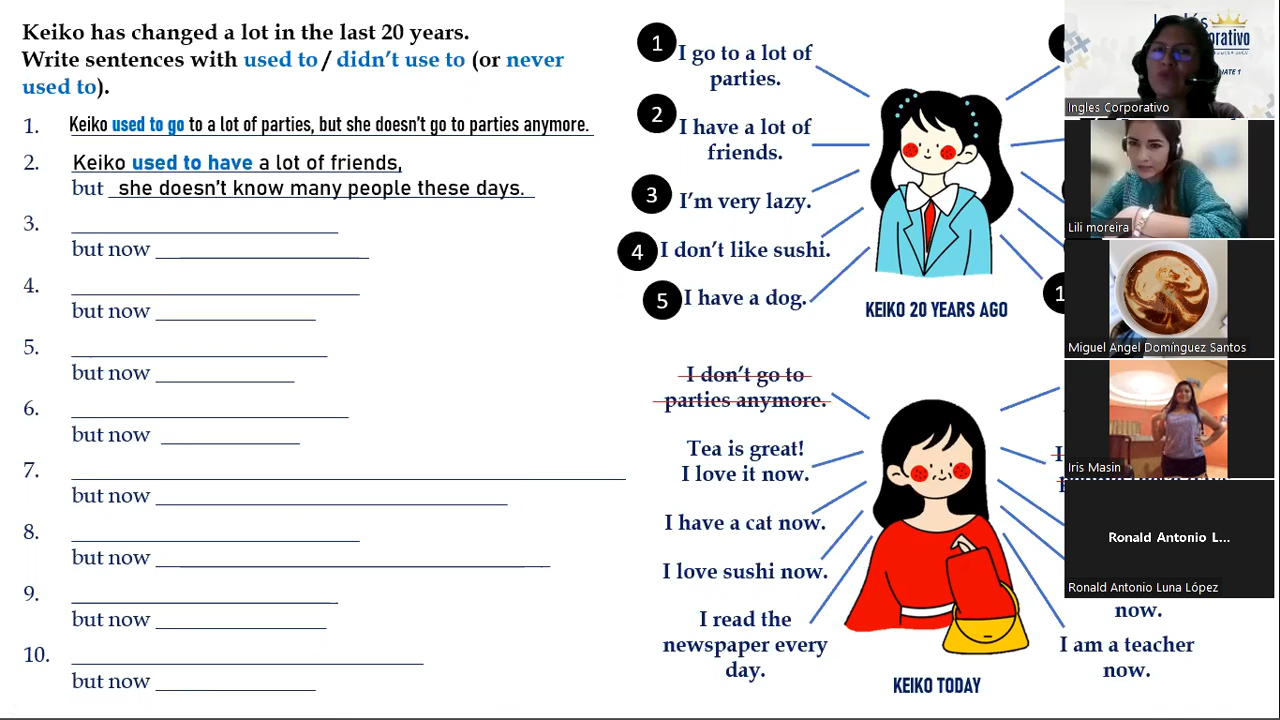 Keiko has changed a lot in the last 20 years.
Write sentences with used to / didn't use to (or never
used to).
1. Keiko used to go to a lot of parties, but she doesn't go to parties anymore.
2. Keiko used to have a lot of friends,
but she doesn't know many people these days.
3.
but now
4.
but now
5.
but now
6.
but now
7.
but now
8.
but now
9.
but now
10.
but now
1
I go to a lot of
parties.
2
I have a lot of
friends.
3
I'm very lazy.
4
I don't like sushi.
5
I have a dog.
KEIKO 20 YEARS AGO
I don't go to
parties anymore.
Tea is great!
I love it now.
I have a cat now.
I love sushi now.
I read the
newspaper every
day.
KEIKO TODAY
now.
I am a teacher
now.
Ingles Corporativo
Lili moreira
Miguel Angel Domínguez Santos
Iris Masin
Ronald Antonio L...
Ronald Antonio Luna López